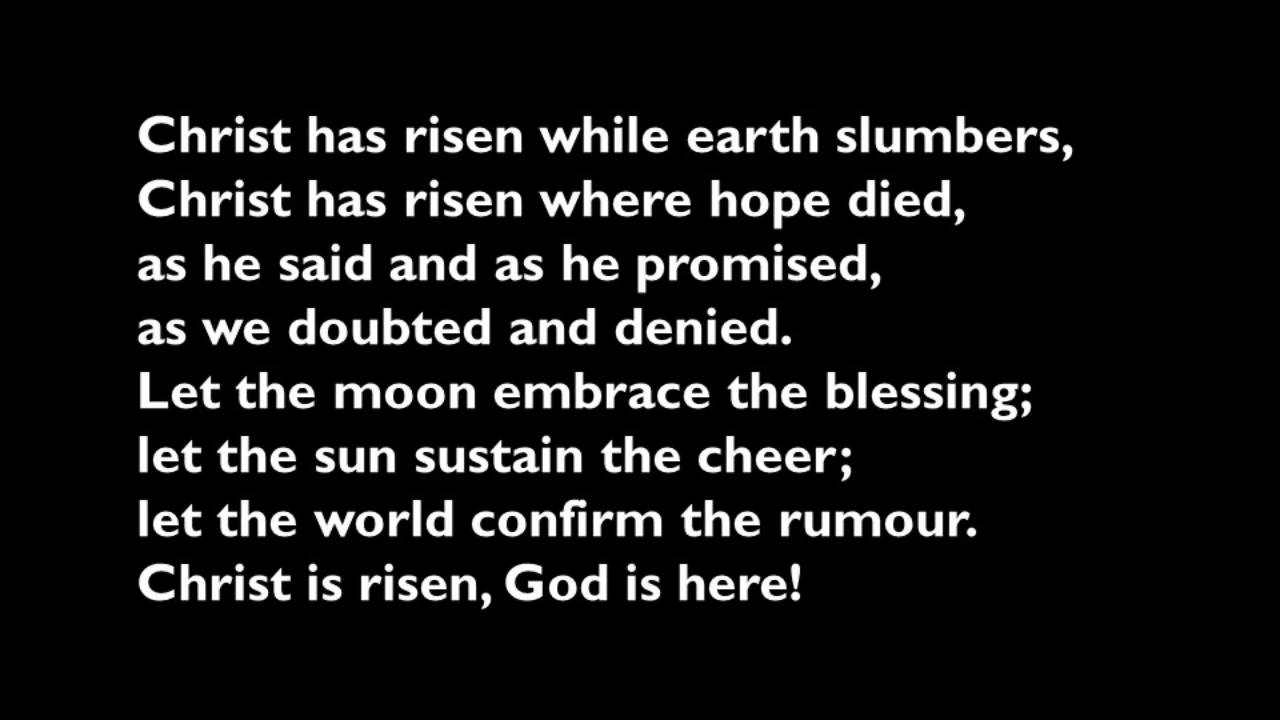 Christ has risen while earth slumbers,
Christ has risen where hope died,
as he said and as he promised,
as we doubted and denied.
Let the moon embrace the blessing;
let the sun sustain the cheer;
let the world confirm the rumour.
Christ is risen, God is here!